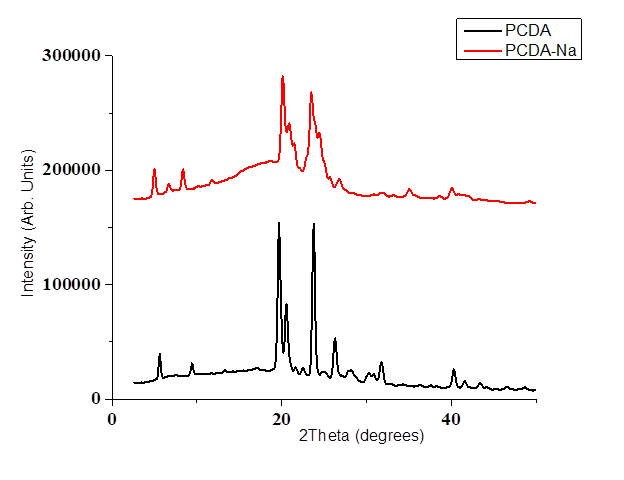 PCDA
PCDA-Na
300000
200000
100000
0
Intensity (Arb. Units)
0 20 40
2Theta (degrees)